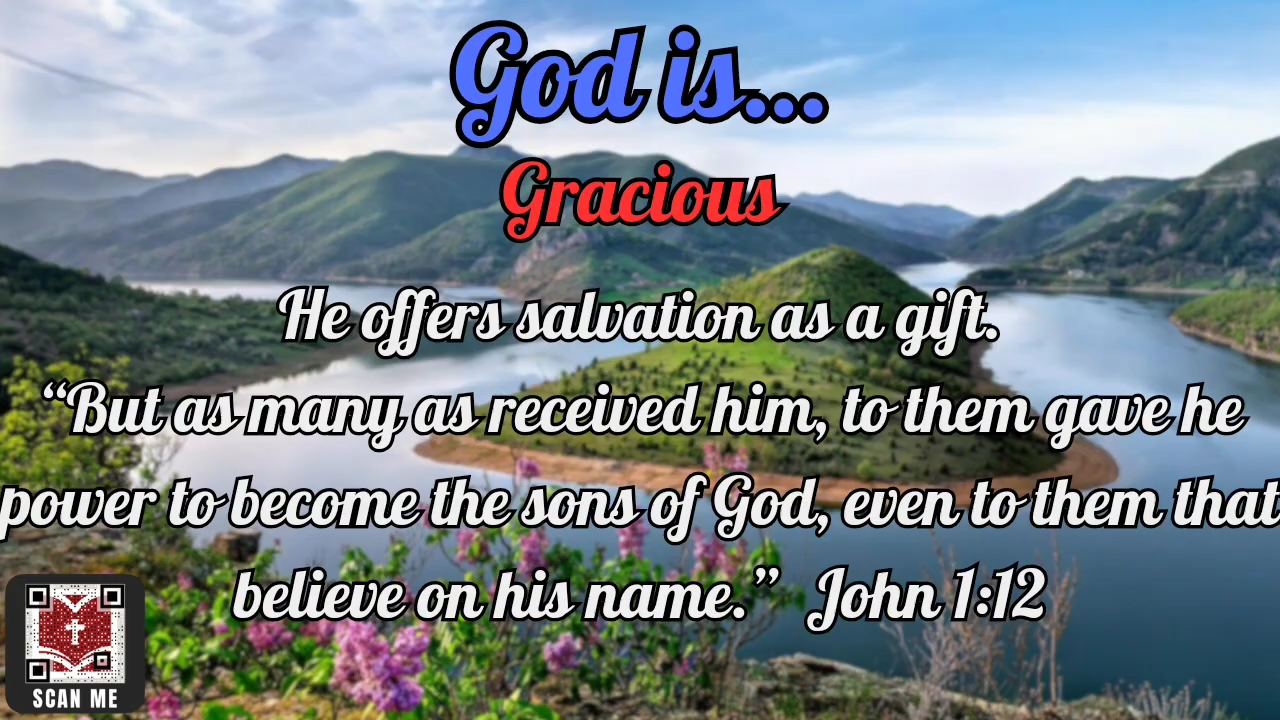 God is...
Gracious
He offers salvation as a gift.
“But as many as received him, to them gave he
power to become the sons of God, even to them that
believe on his name.” John 1:12
SCAN ME